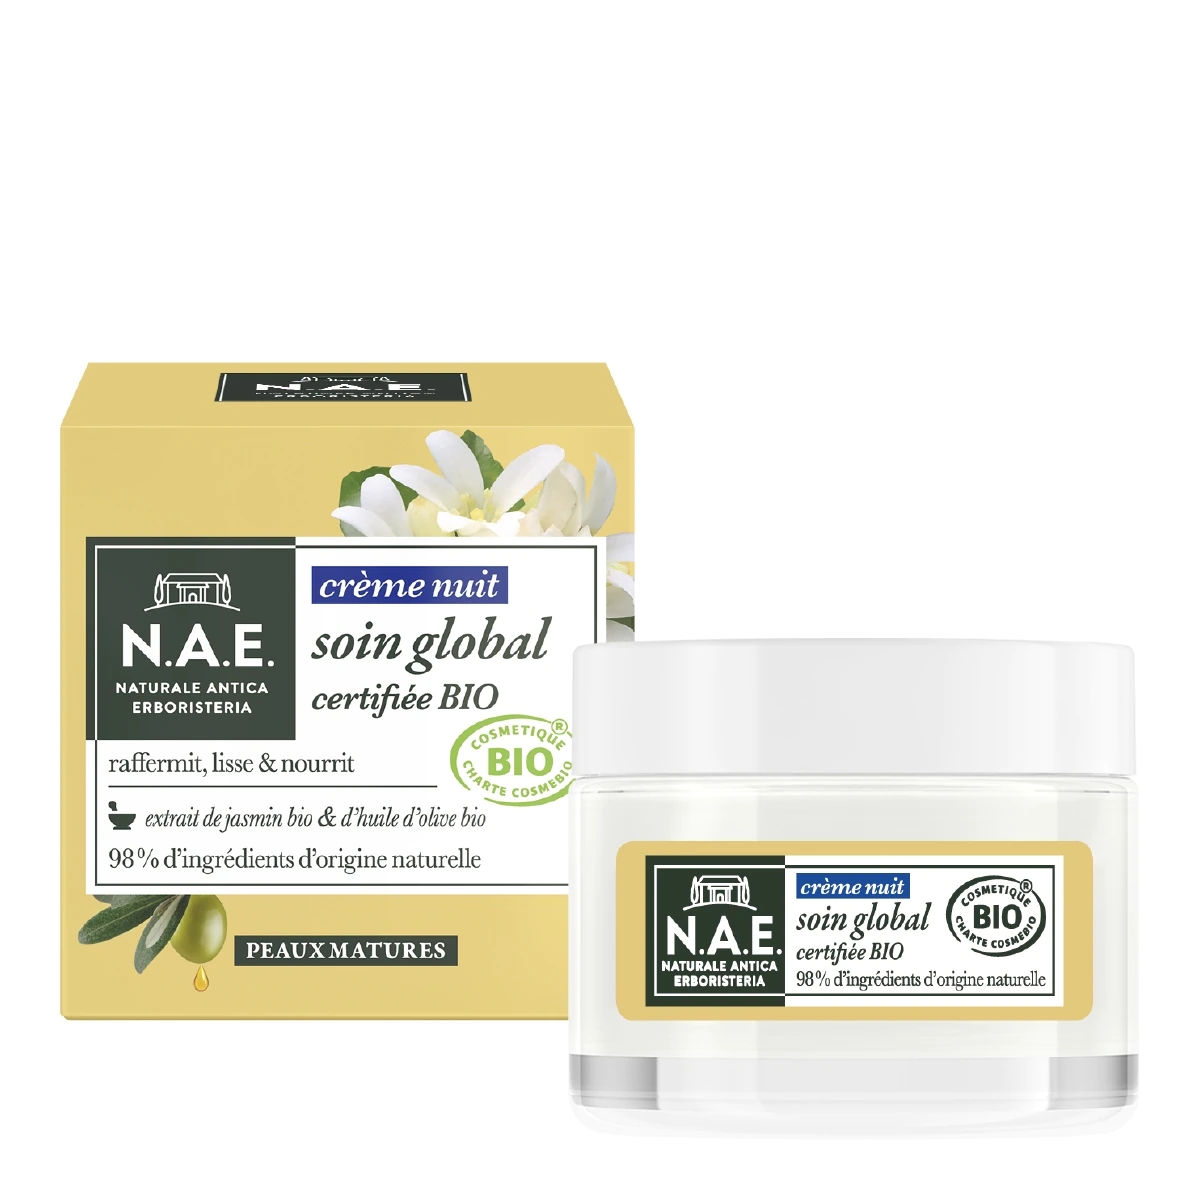 N.A.E.
ERBORISTERIA
N.A.E.
NATURALE ANTICA
ERBORISTERIA
crème nuit
soin global
certifiée BIO
COSMETIQUE®
BIO
CHARTE COSMEBIO
raffermit, lisse & nourrit
extrait de jasmin bio & d'huile d'olive bio
98% d'ingrédients d'origine naturelle
PEAUX MATURES
N.A.E.
NATURALE ANTICA
ERBORISTERIA
crème nuit
soin global
certifiée BIO
98% d'ingrédients d'origine naturelle
COSMETIQUE®
BIO
CHARTE COSMEBIO